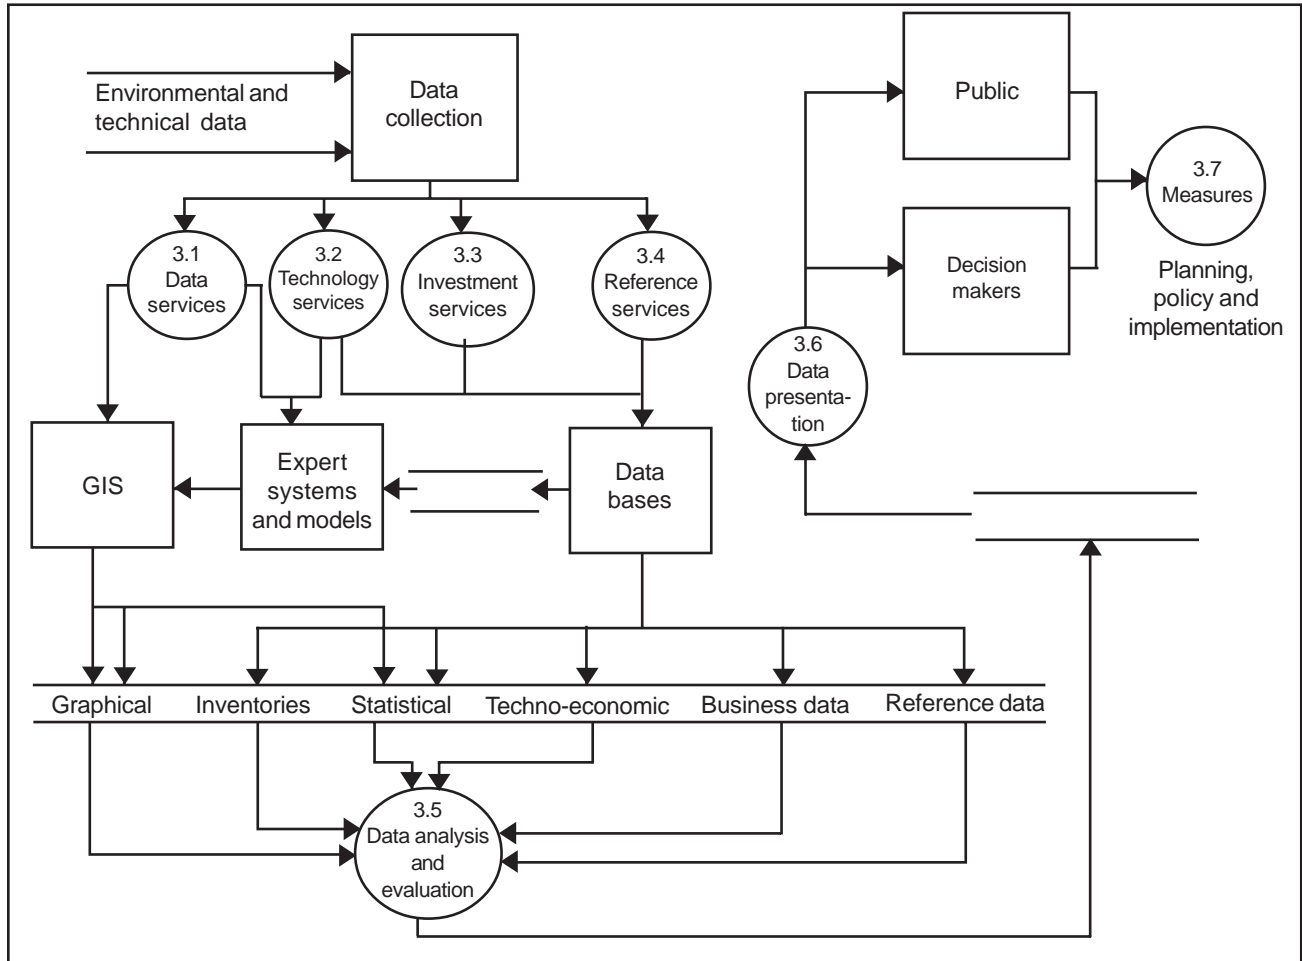 Environmental and
technical data
Data
collection
Public
3.7
Measures
Planning,
policy and
implementation
Decision
makers
3.1
Data
services
3.2
Technology
services
3.3
Investment
services
3.4
Reference
services
3.6
Data
presenta-
tion
GIS
Expert
systems
and models
Data
bases
Graphical
Inventories
Statistical
Techno-economic
Business data
Reference data
3.5
Data analysis
and
evaluation